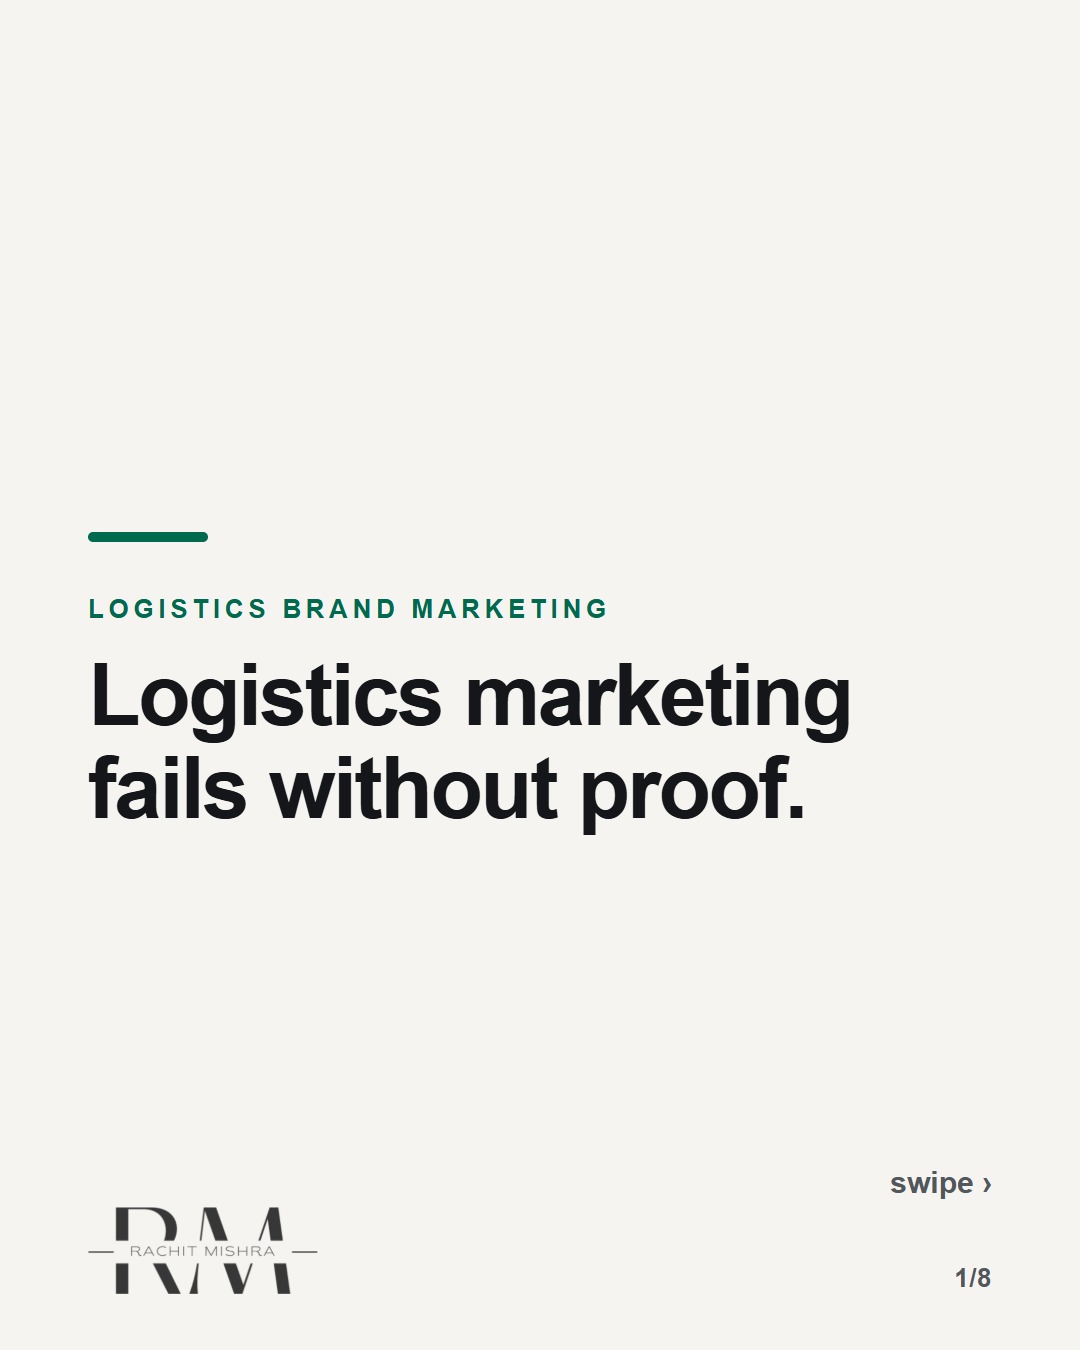 LOGISTICS BRAND MARKETING
Logistics marketing
fails without proof.
swipe ›
RM
RACHIT MISHRA
1/8